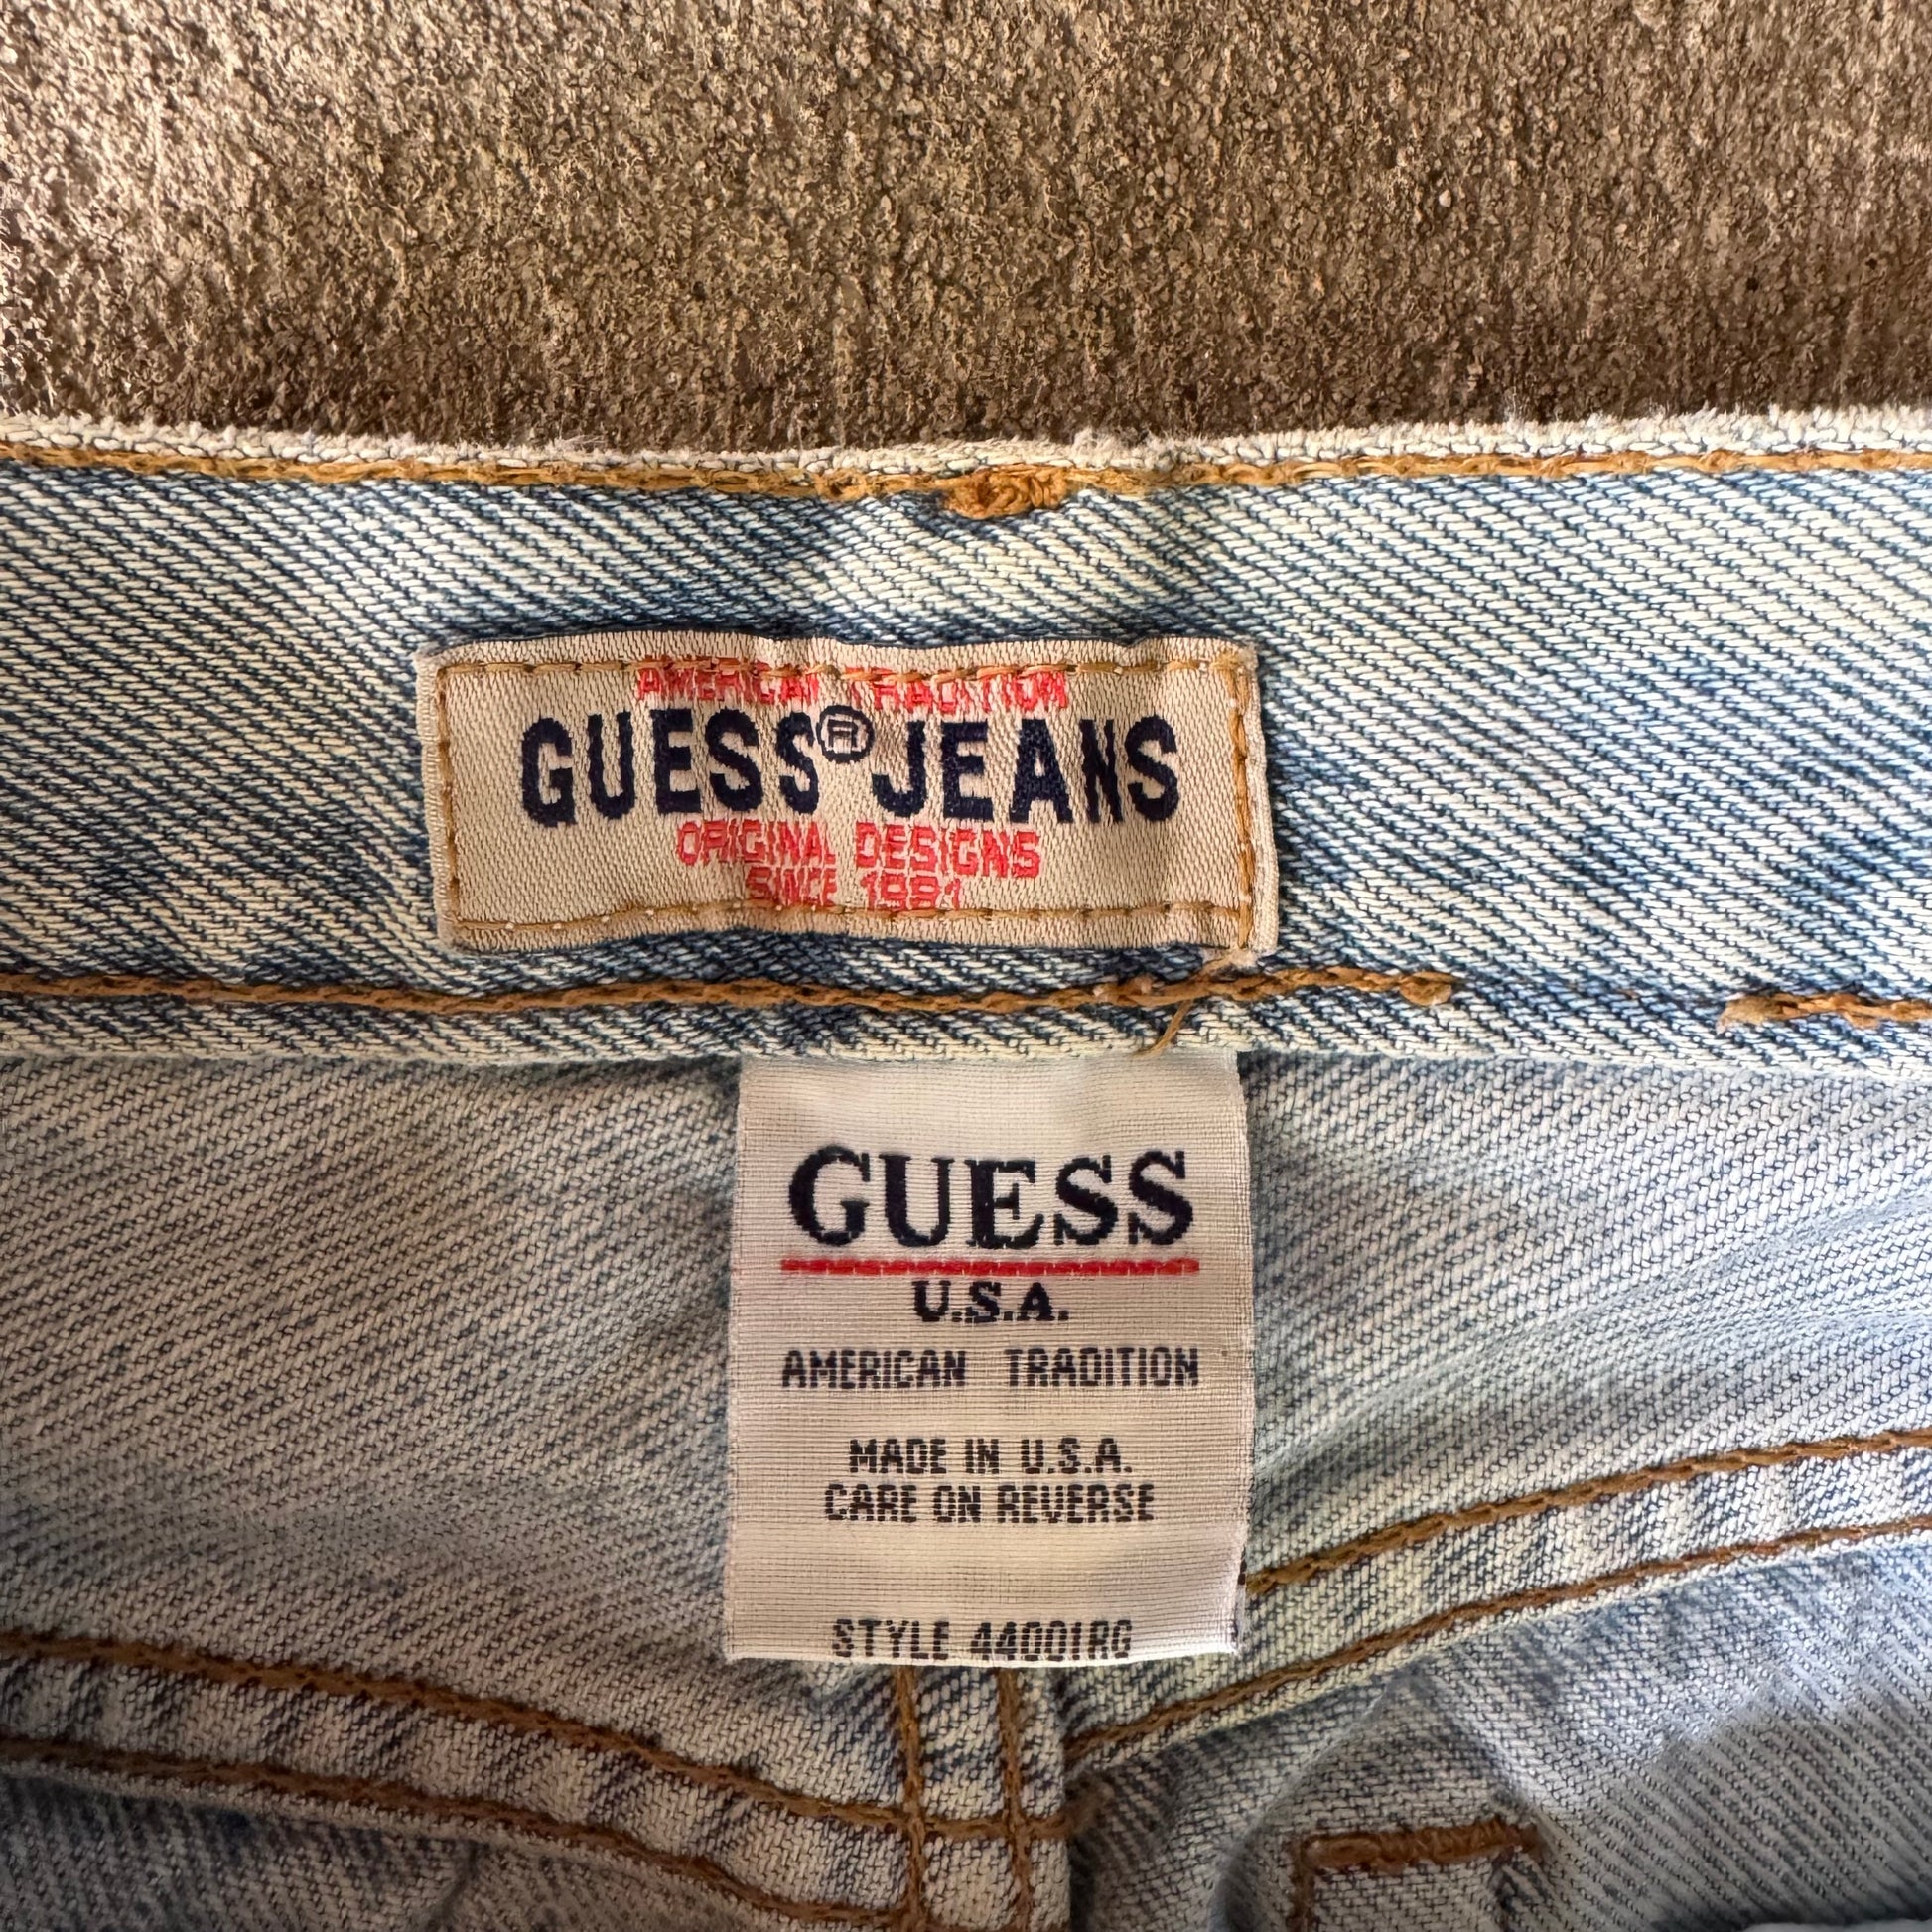 AMERICAN TRADITION
GUESS® JEANS
ORIGINAL DESIGNS
SINCE 1981
GUESS
U.S.A.
AMERICAN TRADITION
MADE IN U.S.A.
CARE ON REVERSE
STYLE 44001RG